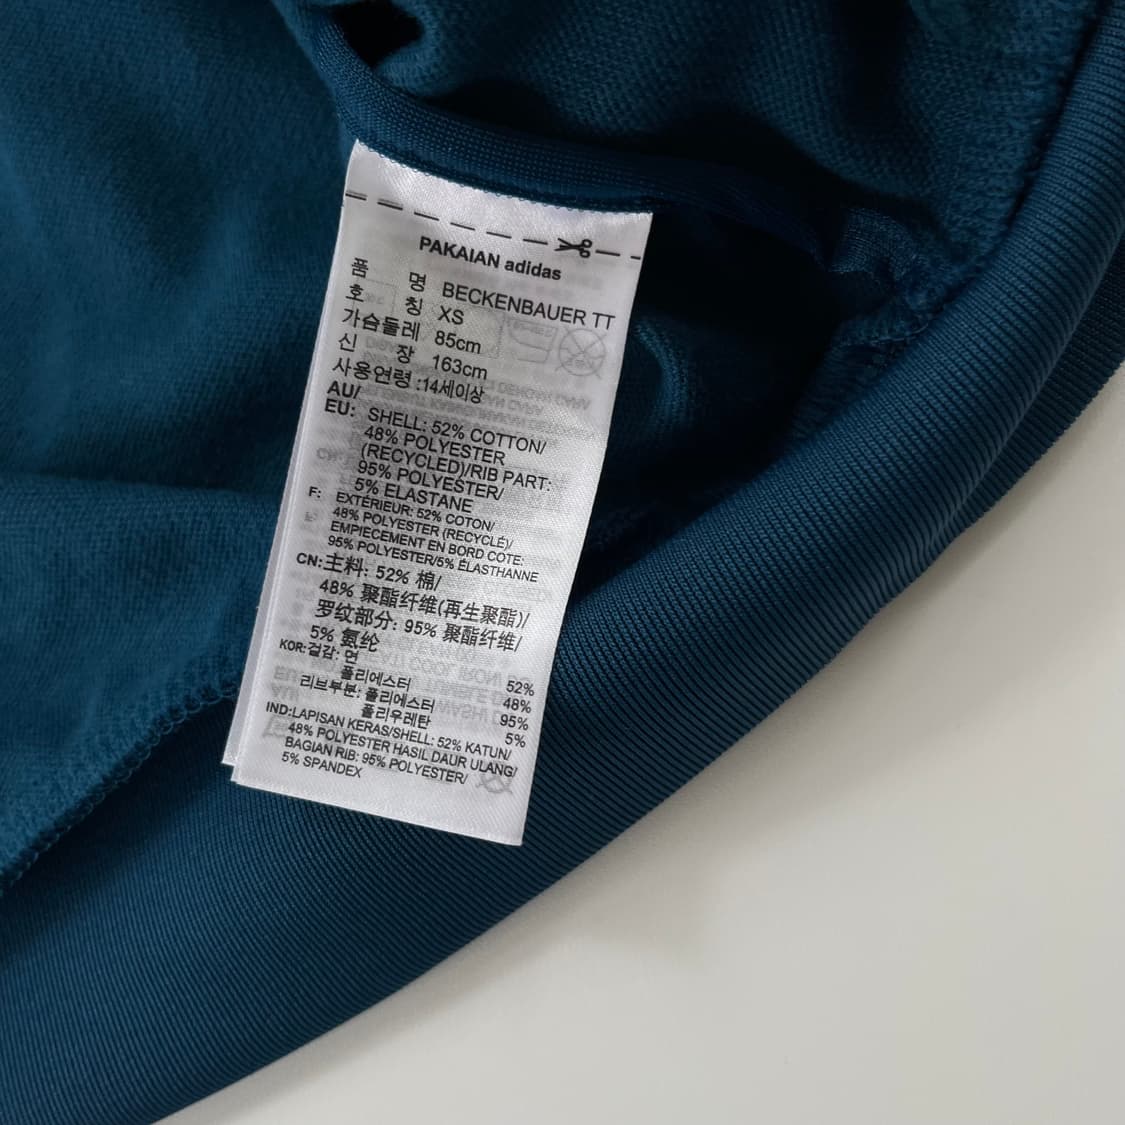 PAKAIAN adidas
품 명 BECKENBAUER TT
호 칭 XS
가슴둘레 85cm
신 장 163cm
사용연령 :14세이상
AU/
EU: SHELL: 52% COTTON/
48% POLYESTER
(RECYCLED)/RIB PART:
95% POLYESTER/
5% ELASTANE
F: EXTÉRIEUR: 52% COTON/
48% POLYESTER (RECYCLÉ)/
EMPIECEMENT EN BORD COTE:
95% POLYESTER/5% ÉLASTHANNE
CN:主料: 52% 棉/
48% 聚酯纤维(再生聚酯)/
罗纹部分: 95% 聚酯纤维/
5% 氨纶
KOR:겉감: 면 52%
폴리에스터 48%
리브부분: 폴리에스터 95%
폴리우레탄 5%
IND:LAPISAN KERAS/SHELL: 52% KATUN/
48% POLYESTER HASIL DAUR ULANG/
BAGIAN RIB: 95% POLYESTER/
5% SPANDEX